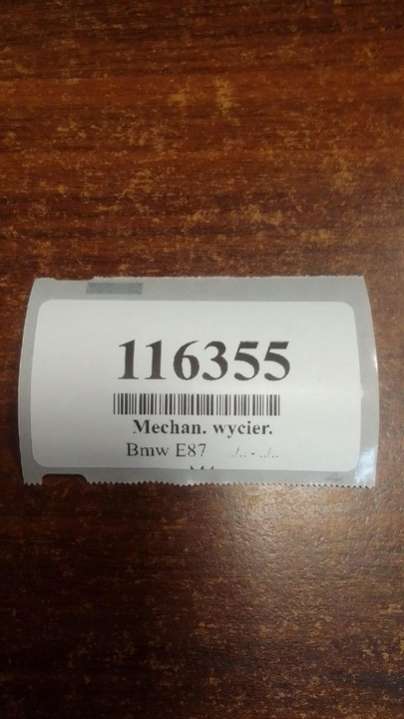 116355
Mechan. wycier.
Bmw E87 ../.. - ../..